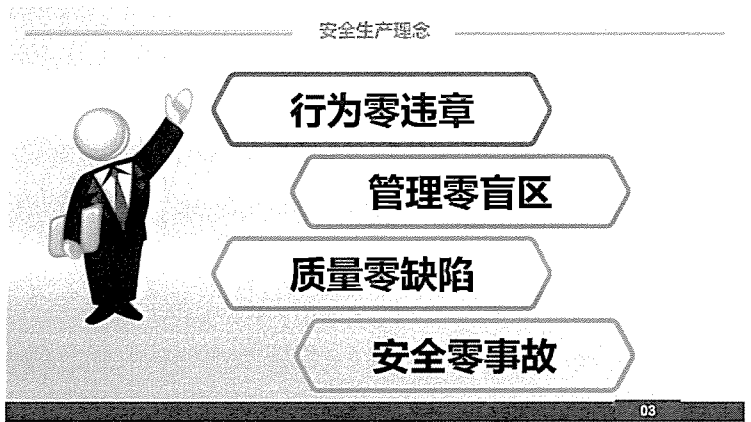 安全生产理念
行为零违章
管理零盲区
质量零缺陷
安全零事故
03